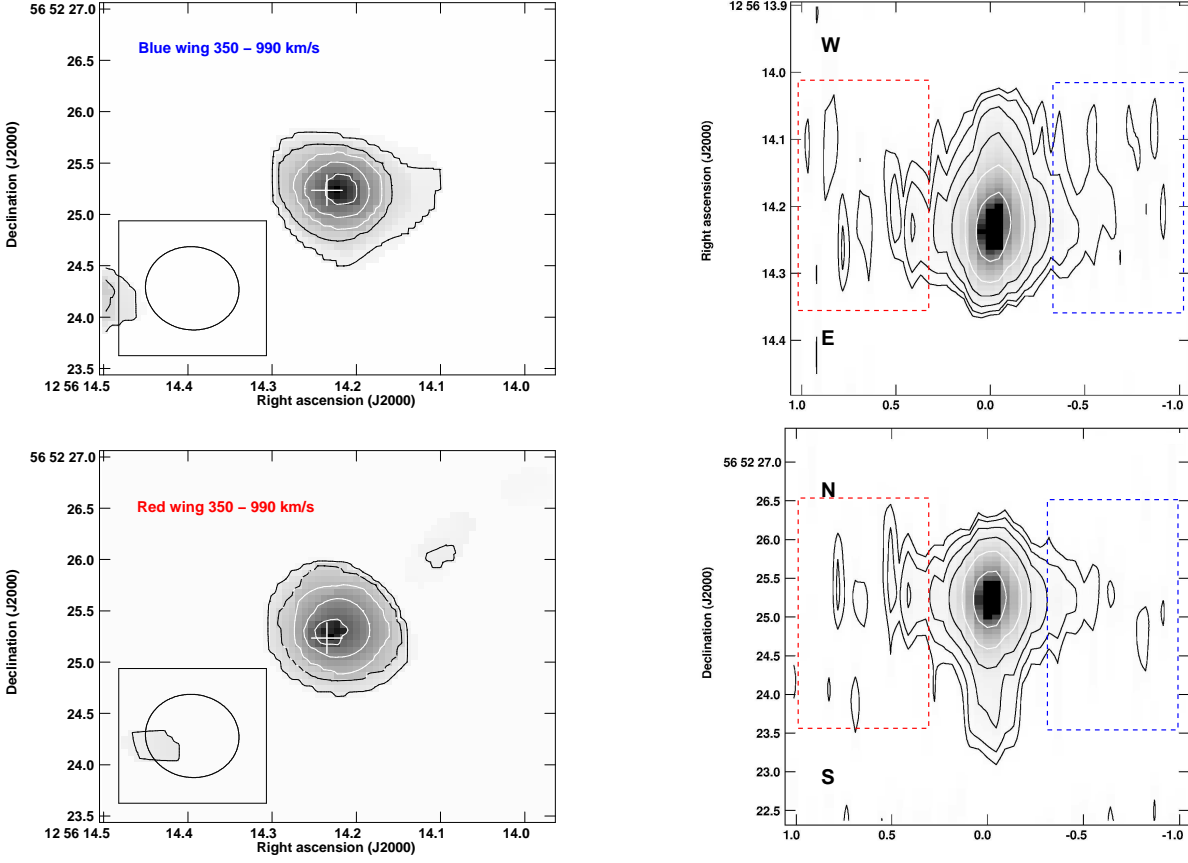 56 52 27.0
Blue wing 350 – 990 km/s
26.5
26.0
25.5
25.0
24.5
24.0
23.5
Declination (J2000)
12 56 14.5 14.4 14.3 14.2 14.1 14.0
Right ascension (J2000)
12 56 13.9
W
14.0
14.1
14.2
14.3
14.4
Right ascension (J2000)
E
1.0 0.5 0.0 -0.5 -1.0
56 52 27.0
Red wing 350 – 990 km/s
26.5
26.0
25.5
25.0
24.5
24.0
23.5
Declination (J2000)
12 56 14.5 14.4 14.3 14.2 14.1 14.0
Right ascension (J2000)
56 52 27.0
N
26.5
26.0
25.5
25.0
24.5
24.0
23.5
23.0
22.5
Declination (J2000)
S
1.0 0.5 0.0 -0.5 -1.0